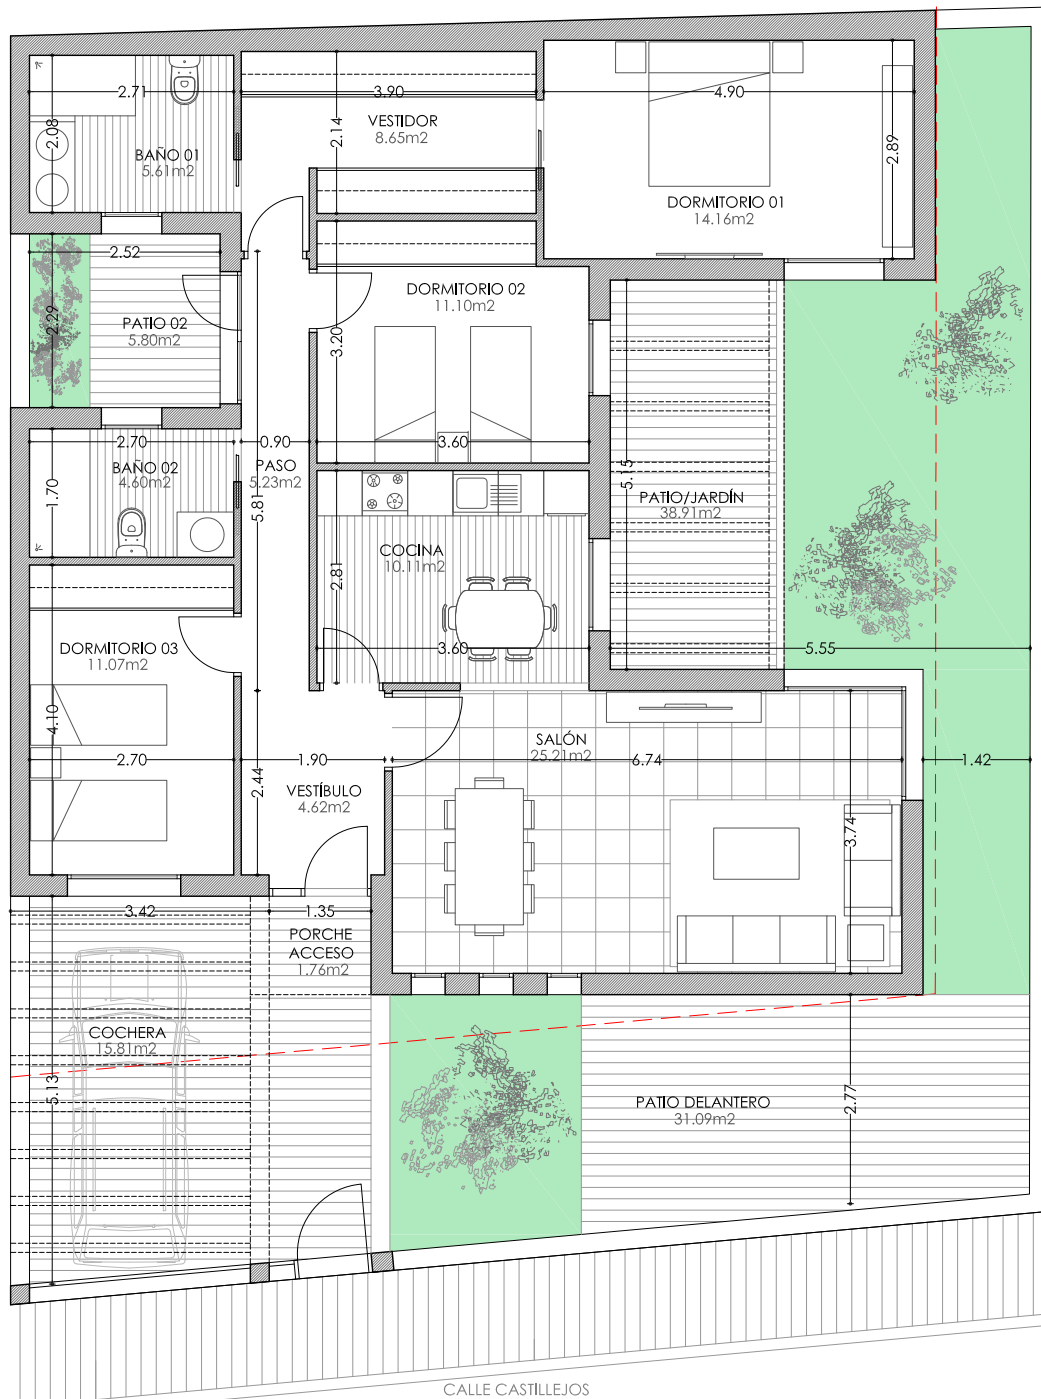 2.71
2.08
BAÑO 01
5.61m2
3.90
VESTIDOR
8.65m2
2.14
4.90
2.89
DORMITORIO 01
14.16m2
2.52
2.29
PATIO 02
5.80m2
DORMITORIO 02
11.10m2
3.20
3.60
2.70
BAÑO 02
4.60m2
1.70
0.90
PASO
5.23m2
5.81
5.15
PATIO/JARDÍN
38.91m2
5.55
COCINA
10.11m2
2.81
3.60
DORMITORIO 03
11.07m2
4.10
2.70
1.90
2.44
VESTÍBULO
4.62m2
SALÓN
25.21m2
6.74
3.74
1.42
3.42
1.35
PORCHE
ACCESO
1.76m2
COCHERA
15.81m2
5.13
PATIO DELANTERO
31.09m2
2.77
CALLE CASTILLEJOS